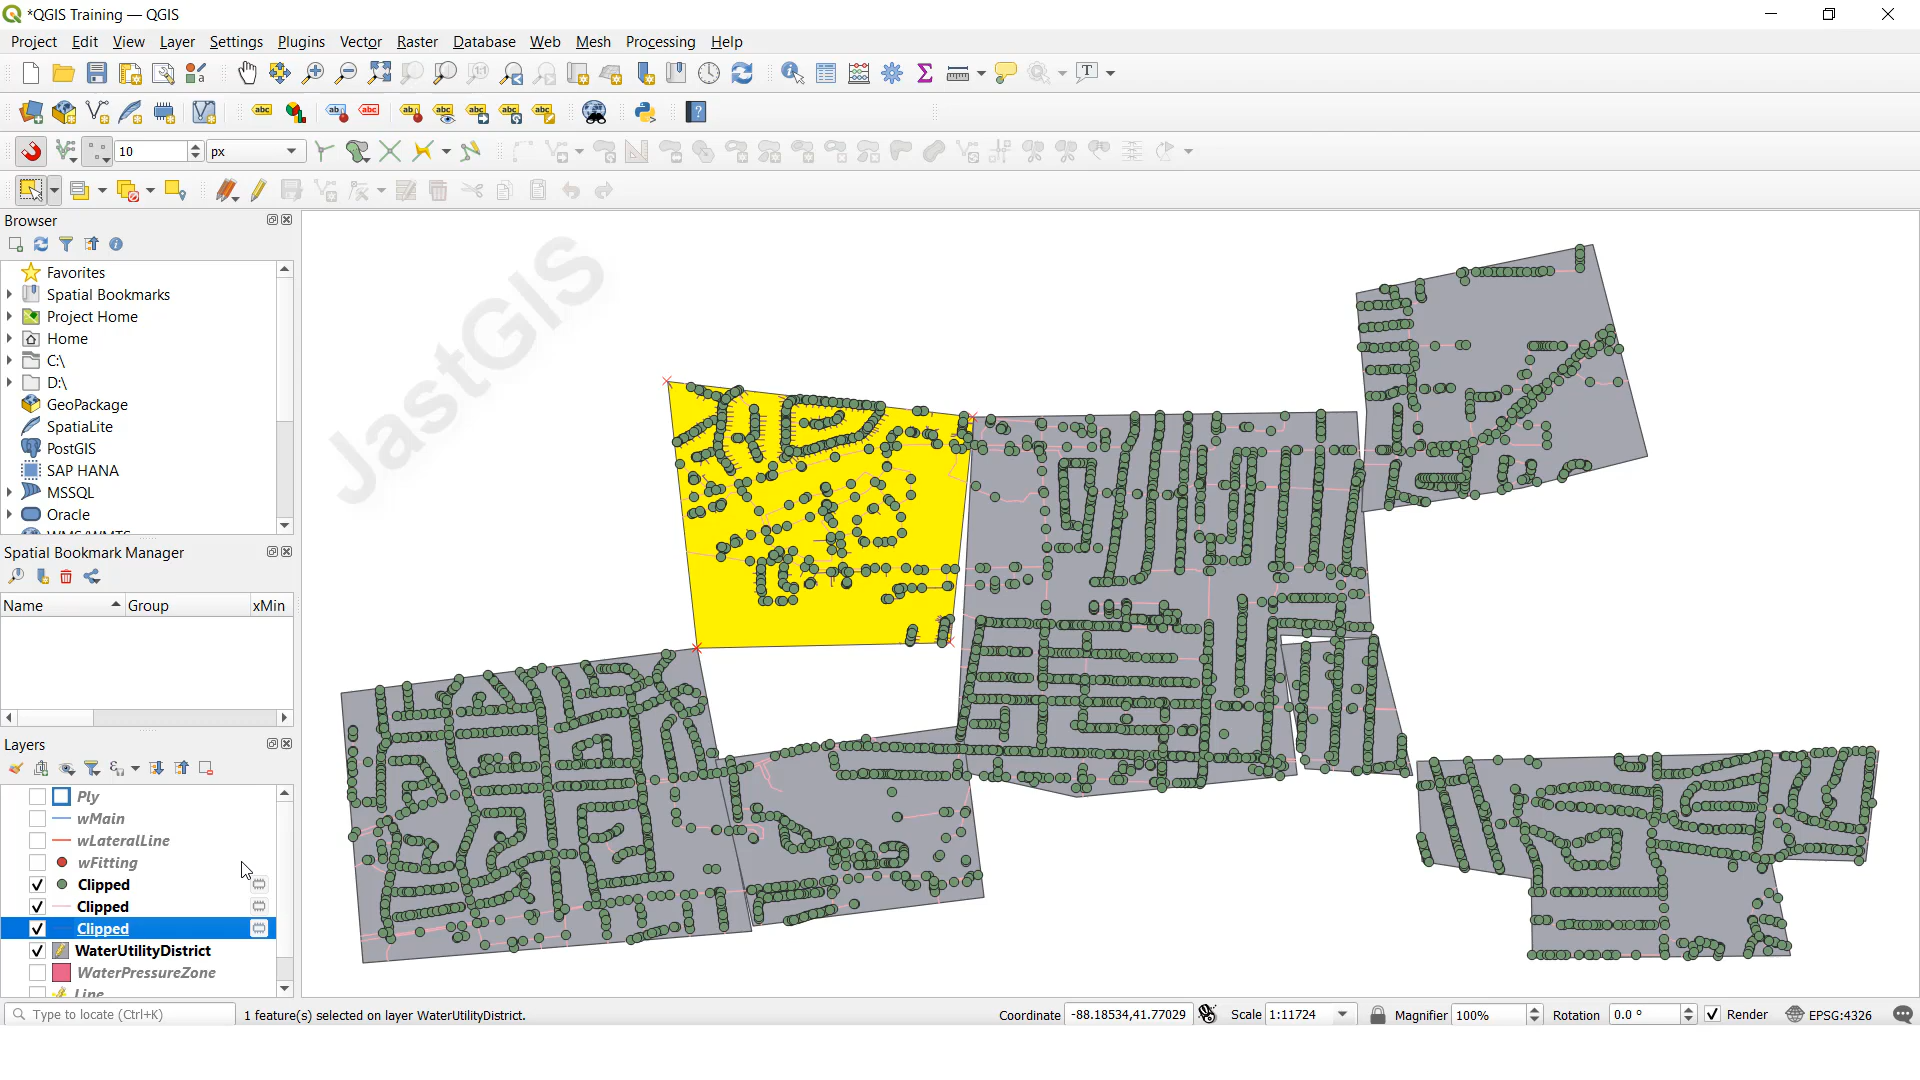 *QGIS Training — QGIS
Project Edit View Layer Settings Plugins Vector Raster Database Web Mesh Processing Help
10 px
Browser
Favorites
Spatial Bookmarks
Project Home
Home
C:\
D:\
GeoPackage
SpatiaLite
PostGIS
SAP HANA
MSSQL
Oracle
WMS/WMTS
Spatial Bookmark Manager
Name Group xMin
Layers
Ply
wMain
wLateralLine
wFitting
Clipped
Clipped
Clipped
WaterUtilityDistrict
WaterPressureZone
Line
JastGIS
Type to locate (Ctrl+K) 1 feature(s) selected on layer WaterUtilityDistrict. Coordinate -88.18534,41.77029 Scale 1:11724 Magnifier 100% Rotation 0.0 ° Render EPSG:4326